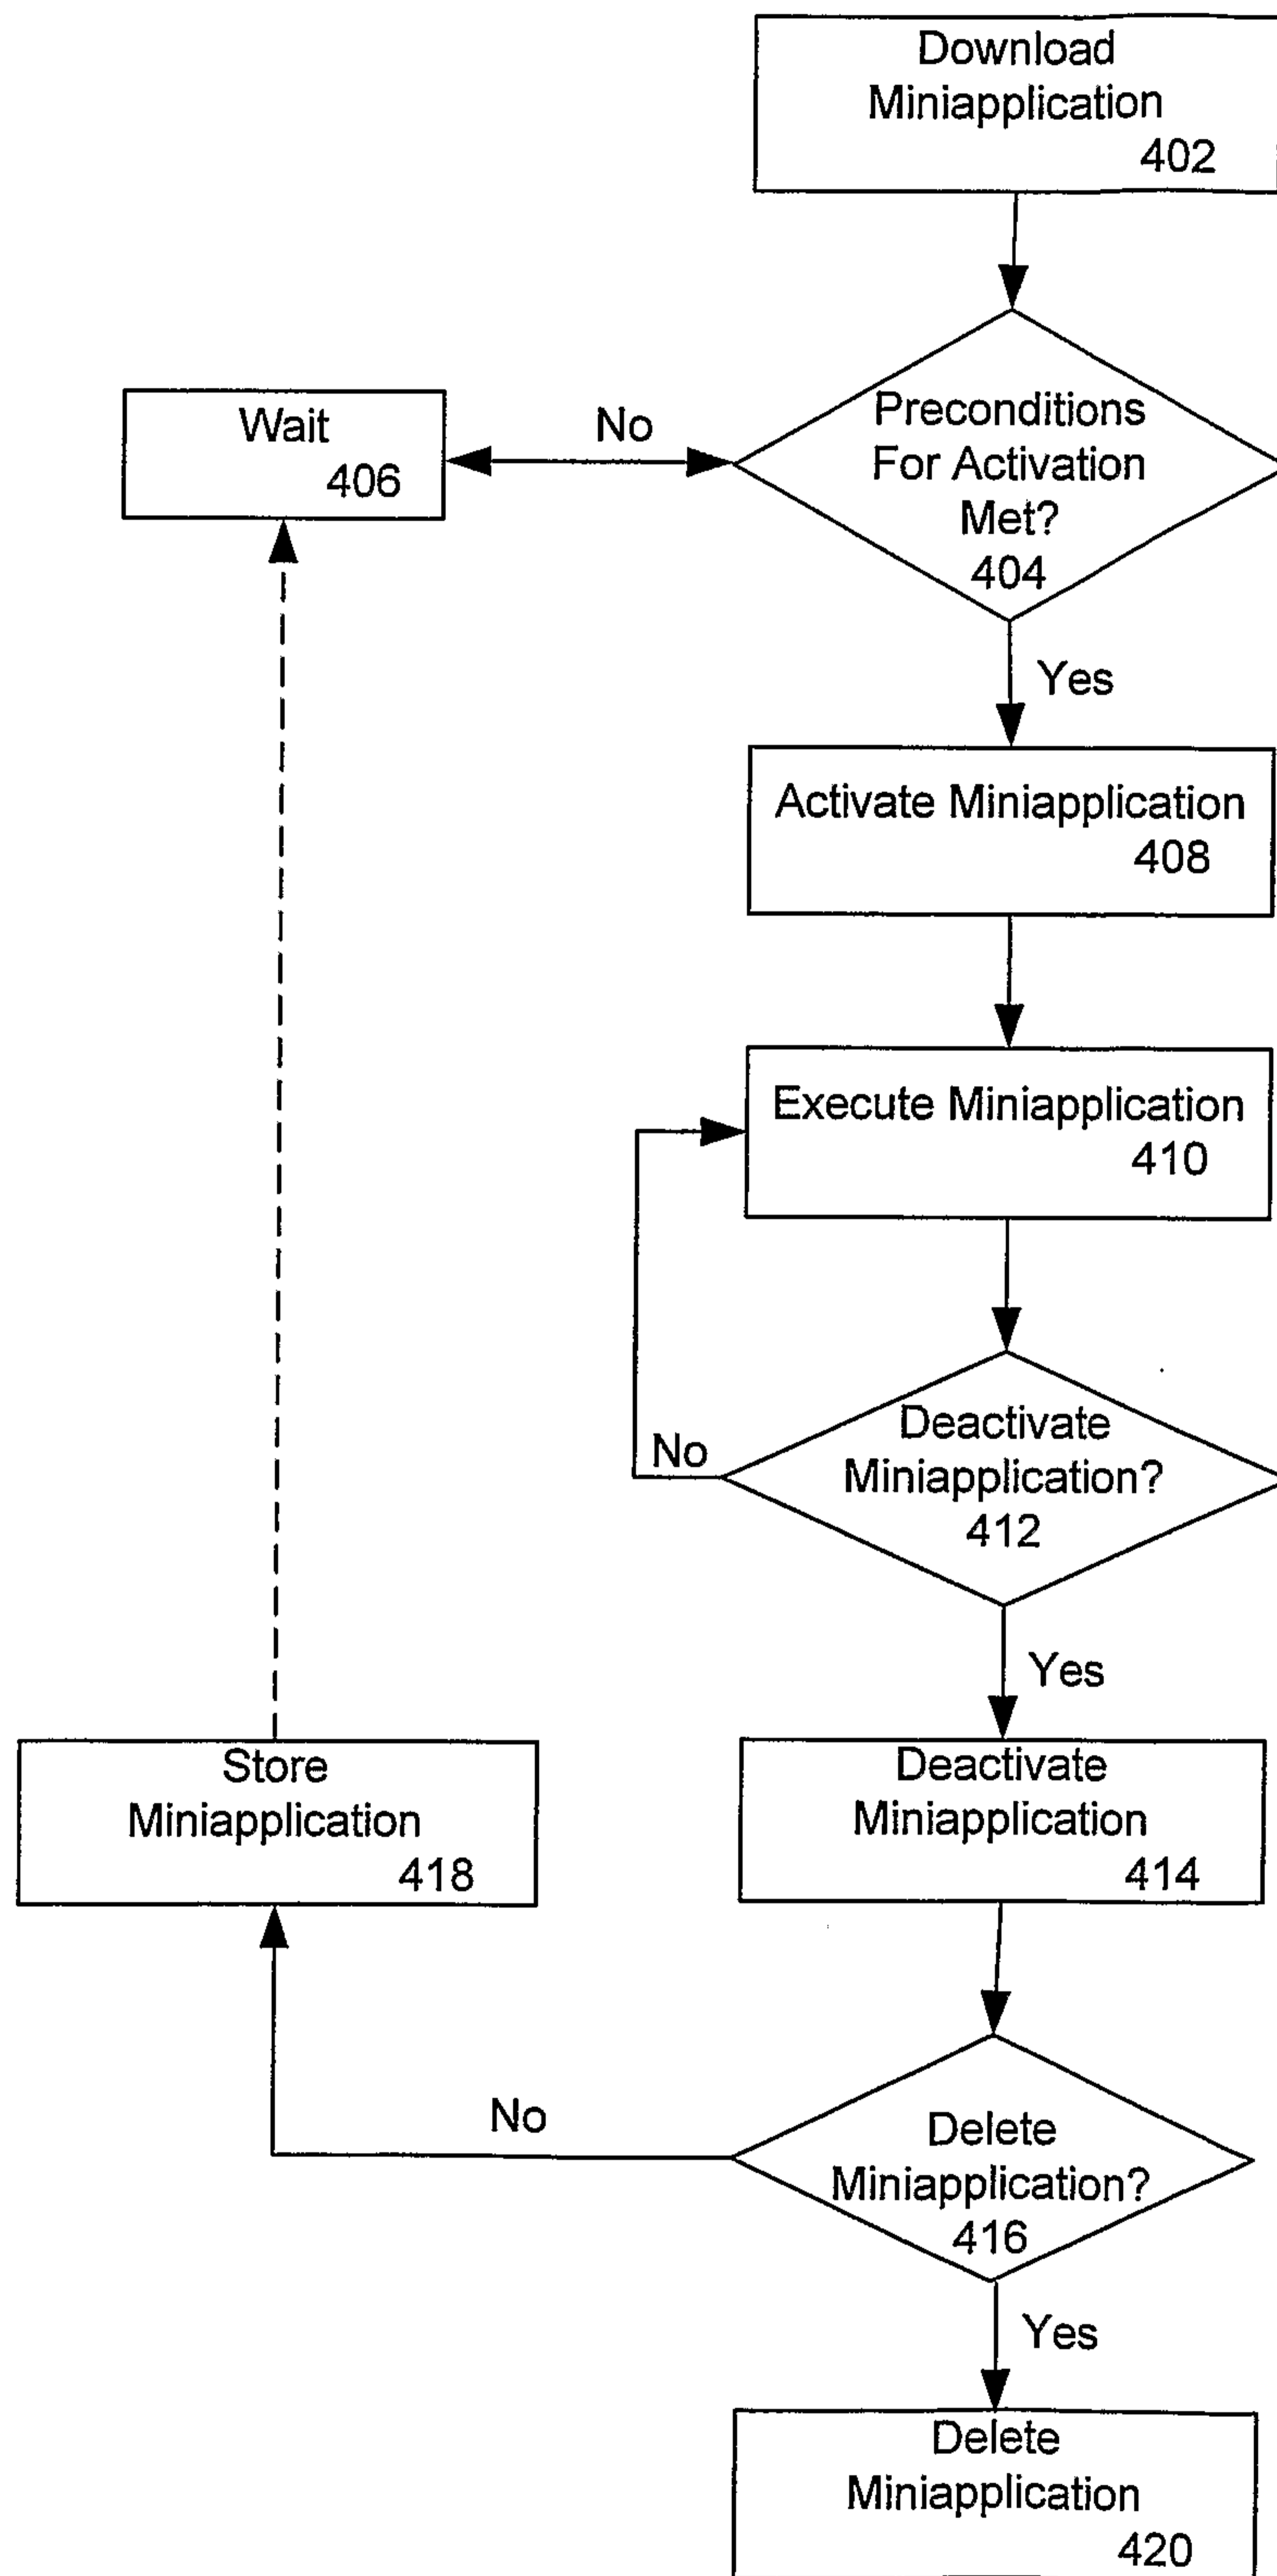 Download
Miniapplication
402
Preconditions
For Activation
Met?
404
No
Wait
406
Yes
Activate Miniapplication
408
Execute Miniapplication
410
Deactivate
Miniapplication?
412
No
Yes
Deactivate
Miniapplication
414
Store
Miniapplication
418
Delete
Miniapplication?
416
No
Yes
Delete
Miniapplication
420